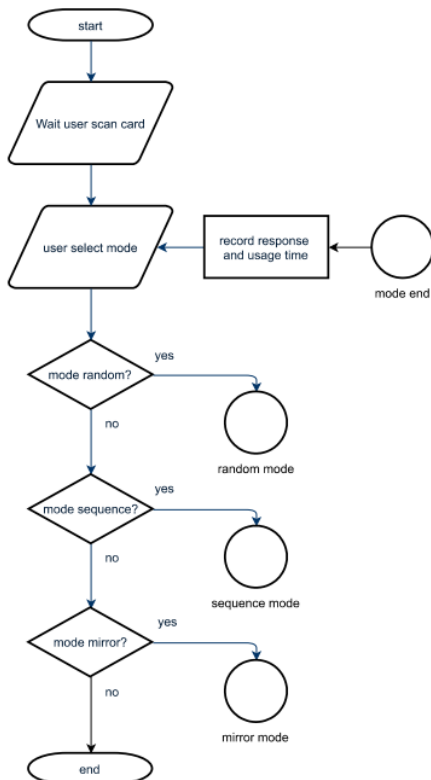 start
Wait user scan card
user select mode
record response
and usage time
mode end
mode random?
yes
no
random mode
mode sequence?
yes
no
sequence mode
mode mirror?
yes
no
mirror mode
end